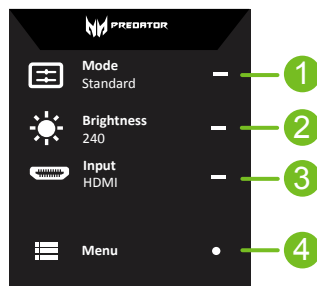 PREDATOR
Mode
Standard
1
Brightness
240
2
Input
HDMI
3
Menu
4